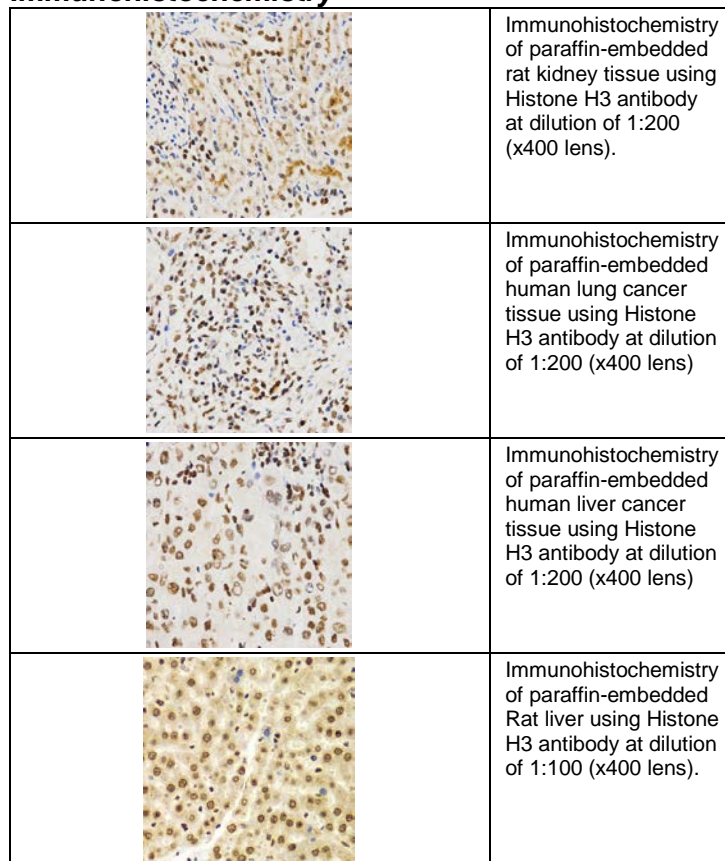 Immunohistochemistry
of paraffin-embedded
rat kidney tissue using
Histone H3 antibody
at dilution of 1:200
(x400 lens).
Immunohistochemistry
of paraffin-embedded
human lung cancer
tissue using Histone
H3 antibody at dilution
of 1:200 (x400 lens)
Immunohistochemistry
of paraffin-embedded
human liver cancer
tissue using Histone
H3 antibody at dilution
of 1:200 (x400 lens)
Immunohistochemistry
of paraffin-embedded
Rat liver using Histone
H3 antibody at dilution
of 1:100 (x400 lens).